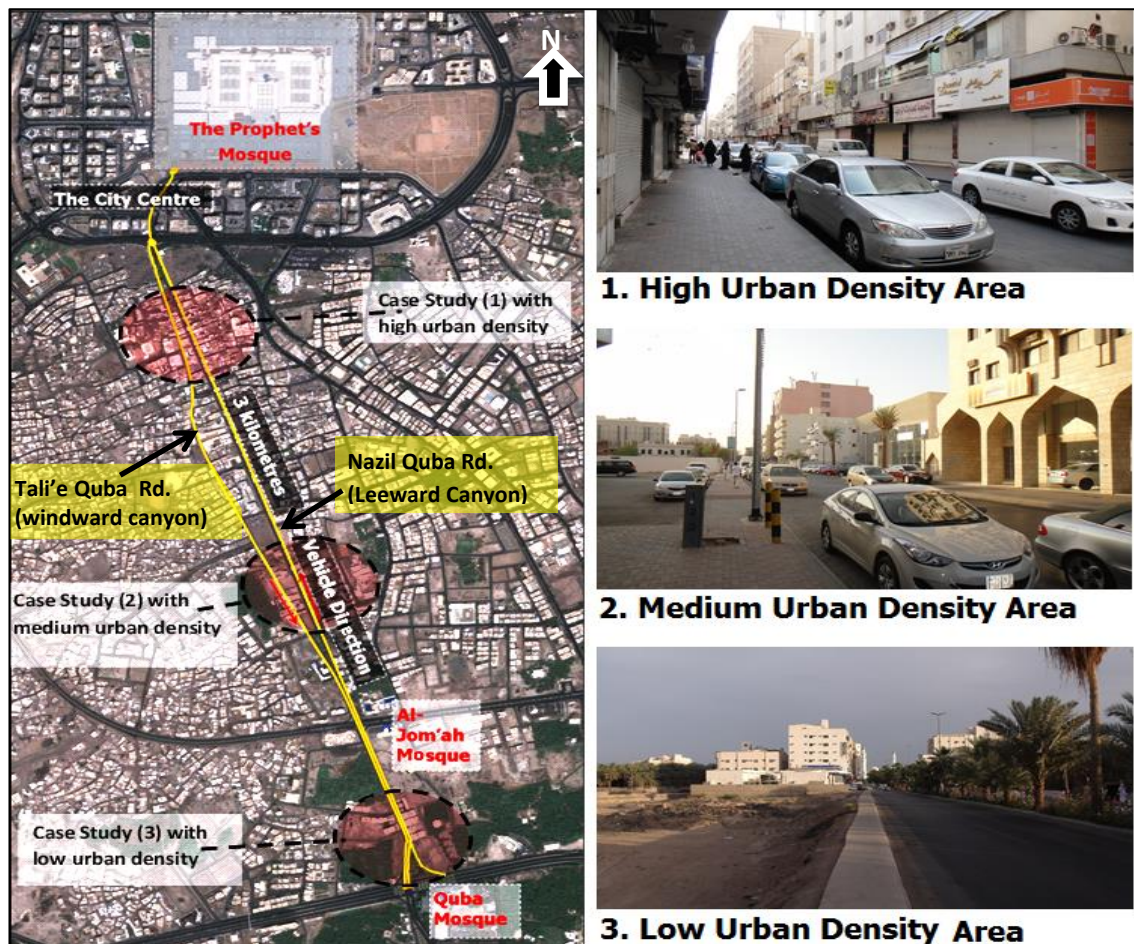 N
The Prophet's
Mosque
The City Centre
Case Study (1) with
high urban density
3 kilometres
Nazil Quba Rd.
(Leeward Canyon)
Tali'e Quba Rd.
(windward canyon)
Vehicle Direction
Case Study (2) with
medium urban density
Al-
Jom'ah
Mosque
Case Study (3) with
low urban density
Quba
Mosque
1. High Urban Density Area
2. Medium Urban Density Area
3. Low Urban Density Area